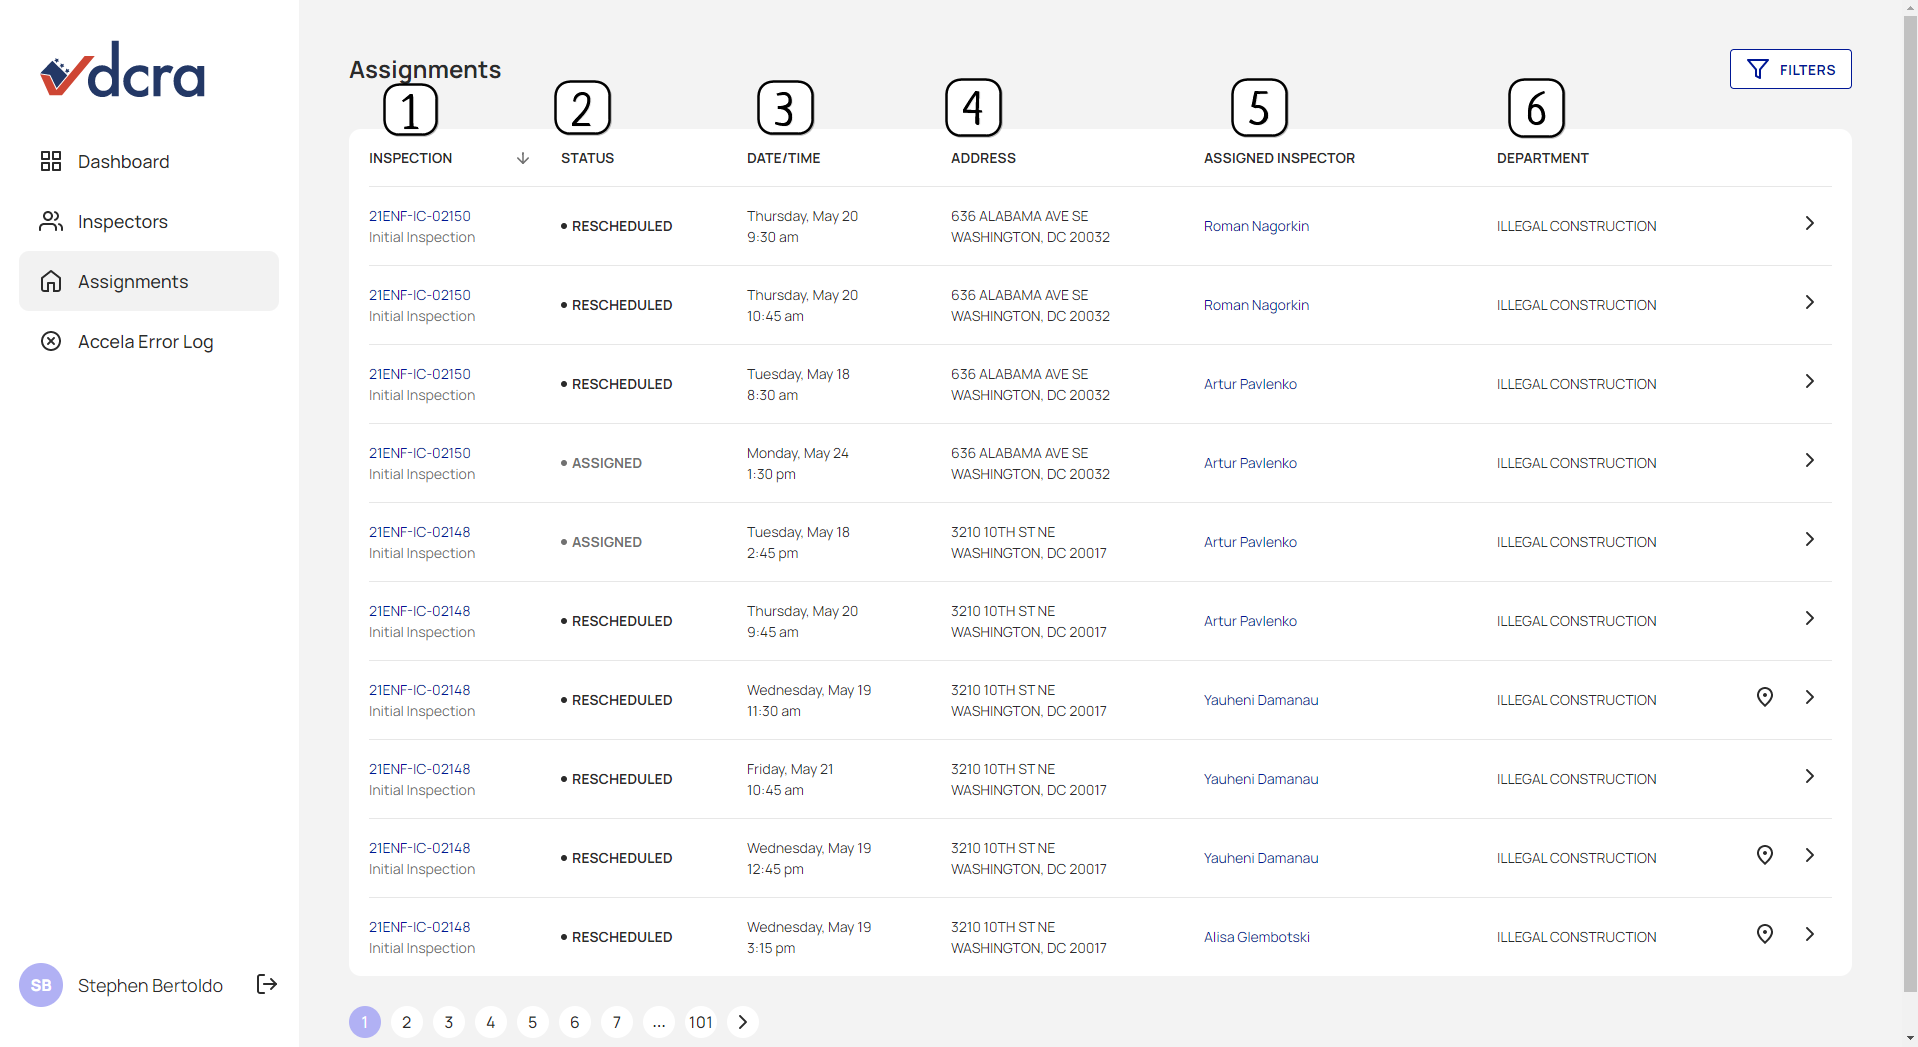 dcra
Dashboard
Inspectors
Assignments
Accela Error Log
SB Stephen Bertoldo
Assignments
FILTERS
1 2 3 4 5 6
INSPECTION STATUS DATE/TIME ADDRESS ASSIGNED INSPECTOR DEPARTMENT
21ENF-IC-02150 Thursday, May 20 636 ALABAMA AVE SE
RESCHEDULED Roman Nagorkin ILLEGAL CONSTRUCTION
Initial Inspection 9:30 am WASHINGTON, DC 20032
21ENF-IC-02150 Thursday, May 20 636 ALABAMA AVE SE
RESCHEDULED Roman Nagorkin ILLEGAL CONSTRUCTION
Initial Inspection 10:45 am WASHINGTON, DC 20032
21ENF-IC-02150 Tuesday, May 18 636 ALABAMA AVE SE
RESCHEDULED Artur Pavlenko ILLEGAL CONSTRUCTION
Initial Inspection 8:30 am WASHINGTON, DC 20032
21ENF-IC-02150 Monday, May 24 636 ALABAMA AVE SE
ASSIGNED Artur Pavlenko ILLEGAL CONSTRUCTION
Initial Inspection 1:30 pm WASHINGTON, DC 20032
21ENF-IC-02148 Tuesday, May 18 3210 10TH ST NE
ASSIGNED Artur Pavlenko ILLEGAL CONSTRUCTION
Initial Inspection 2:45 pm WASHINGTON, DC 20017
21ENF-IC-02148 Thursday, May 20 3210 10TH ST NE
RESCHEDULED Artur Pavlenko ILLEGAL CONSTRUCTION
Initial Inspection 9:45 am WASHINGTON, DC 20017
21ENF-IC-02148 Wednesday, May 19 3210 10TH ST NE
RESCHEDULED Yauheni Damanau ILLEGAL CONSTRUCTION
Initial Inspection 11:30 am WASHINGTON, DC 20017
21ENF-IC-02148 Friday, May 21 3210 10TH ST NE
RESCHEDULED Yauheni Damanau ILLEGAL CONSTRUCTION
Initial Inspection 10:45 am WASHINGTON, DC 20017
21ENF-IC-02148 Wednesday, May 19 3210 10TH ST NE
RESCHEDULED Yauheni Damanau ILLEGAL CONSTRUCTION
Initial Inspection 12:45 pm WASHINGTON, DC 20017
21ENF-IC-02148 Wednesday, May 19 3210 10TH ST NE
RESCHEDULED Alisa Glembotski ILLEGAL CONSTRUCTION
Initial Inspection 3:15 pm WASHINGTON, DC 20017
1 2 3 4 5 6 7 ... 101